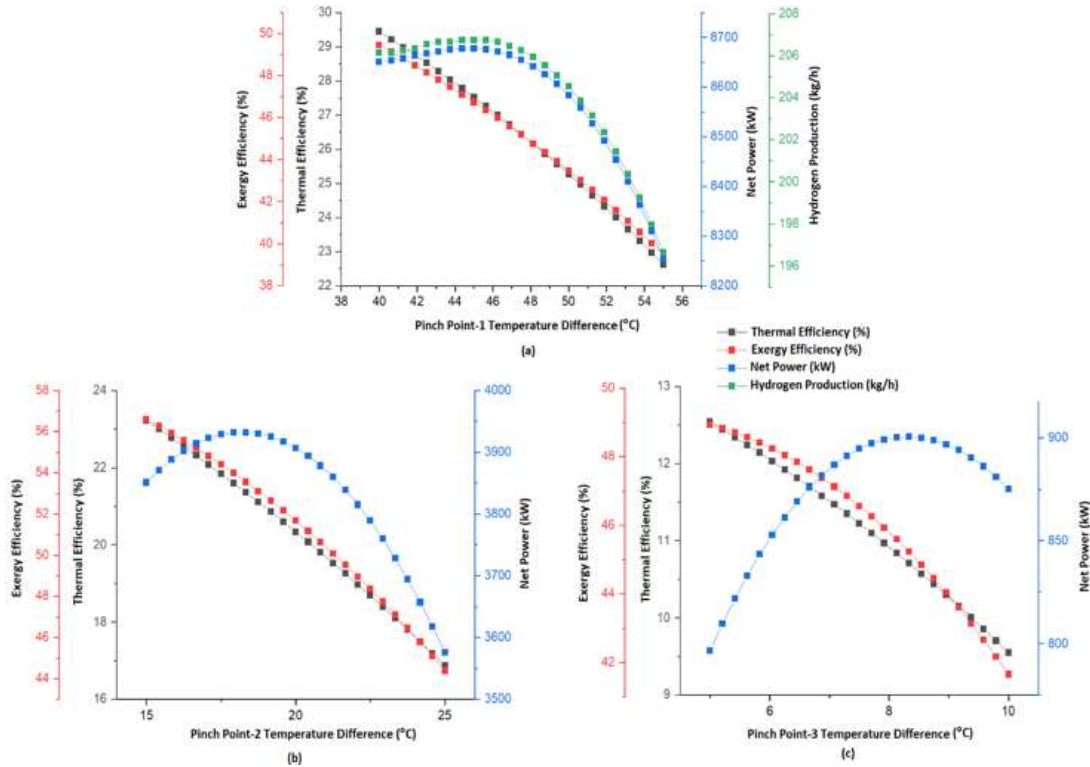 30
29
28
27
26
25
24
23
22
50
48
46
44
42
40
38
Exergy Efficiency (%)
Thermal Efficiency (%)
8700
8600
8500
8400
8300
8200
Net Power (kW)
208
206
204
202
200
198
196
Hydrogen Production (kg/h)
38 40 42 44 46 48 50 52 54 56
Pinch Point-1 Temperature Difference (°C)
(a)
Thermal Efficiency (%)
Exergy Efficiency (%)
Net Power (kW)
Hydrogen Production (kg/h)
58
56
54
52
50
48
46
44
Exergy Efficiency (%)
24
22
20
18
16
Thermal Efficiency (%)
4000
3900
3800
3700
3600
3500
Net Power (kW)
15 20 25
Pinch Point-2 Temperature Difference (°C)
(b)
50
48
46
44
42
Exergy Efficiency (%)
13
12
11
10
9
Thermal Efficiency (%)
900
850
800
Net Power (kW)
6 8 10
Pinch Point-3 Temperature Difference (°C)
(c)